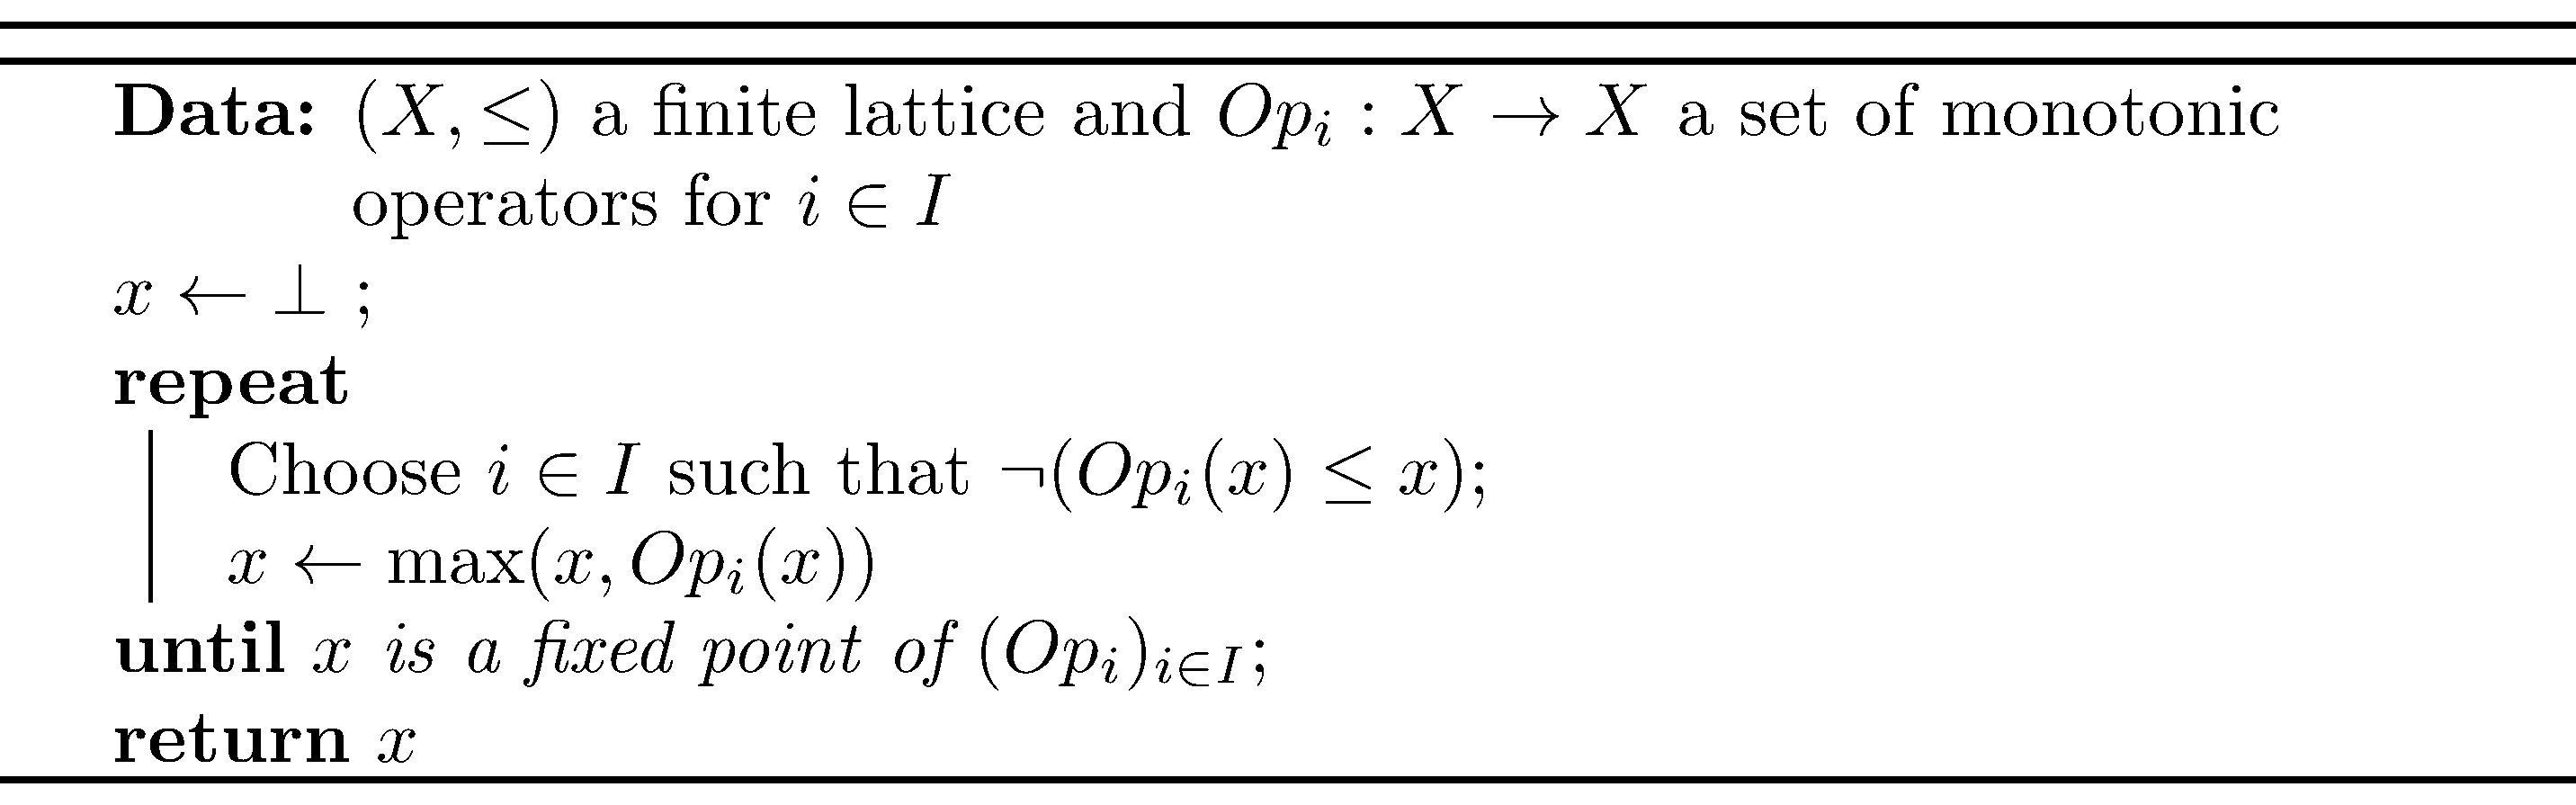 Data: (X, ≤) a finite lattice and Op_i : X → X a set of monotonic
operators for i ∈ I
x ← ⊥ ;
repeat
Choose i ∈ I such that ¬(Op_i(x) ≤ x);
x ← max(x, Op_i(x))
until x is a fixed point of (Op_i)_{i∈I};
return x